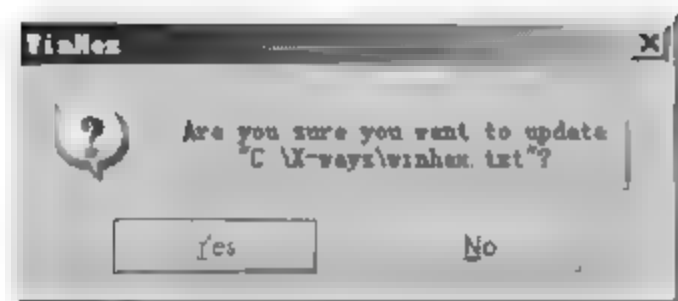 WinHex
Are you sure you want to update
"C:\X-ways\winhex.txt"?
Yes
No